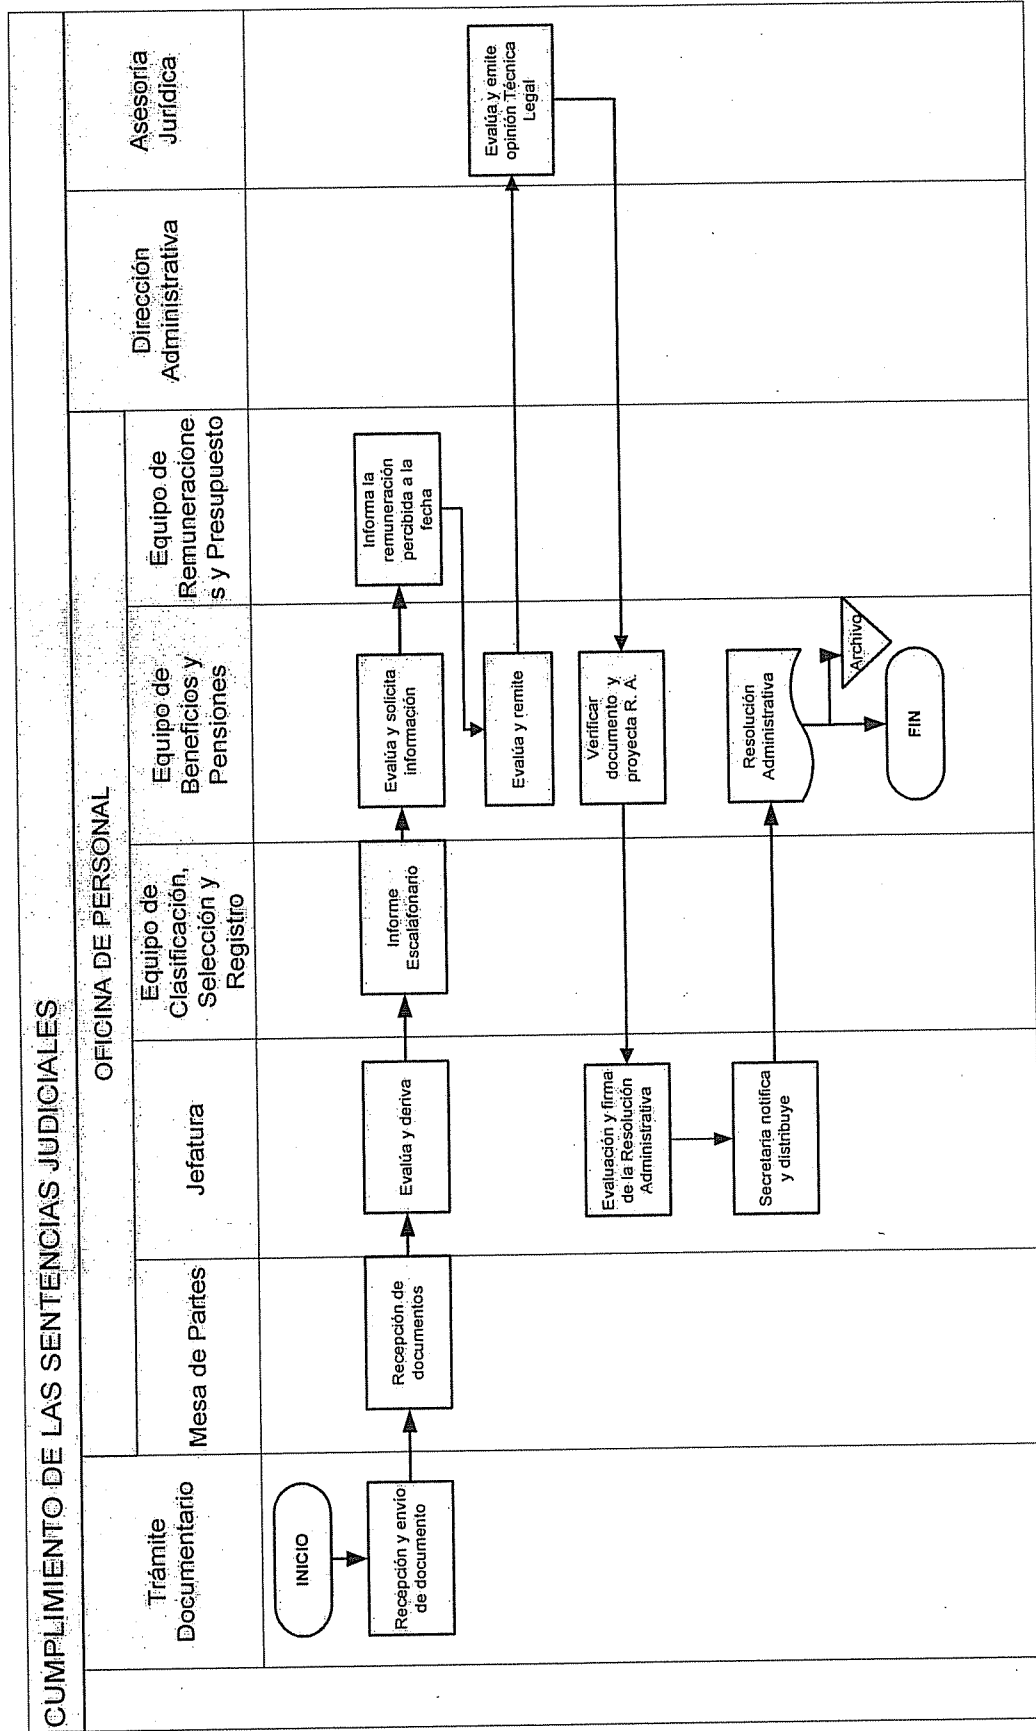 CUMPLIMIENTO DE LAS SENTENCIAS JUDICIALES
OFICINA DE PERSONAL
Trámite
Documentario
Mesa de Partes
Jefatura
Equipo de
Clasificación,
Selección y
Registro
Equipo de
Beneficios y
Pensiones
Equipo de
Remuneracione
s y Presupuesto
Dirección
Administrativa
Asesoría
Jurídica
INICIO
Recepción y envío
de documento
Recepción de
documentos
Evalúa y deriva
Informe
Escalafonario
Evalúa y solicita
información
Informa la
remuneración
percibida a la
fecha
Evalúa y remite
Evalúa y emite
opinión Técnica
Legal
Verificar
documento y
proyecta R. A.
Evaluación y firma
de la Resolución
Administrativa
Secretaria notifica
y distribuye
Resolución
Administrativa
Archivo
FIN